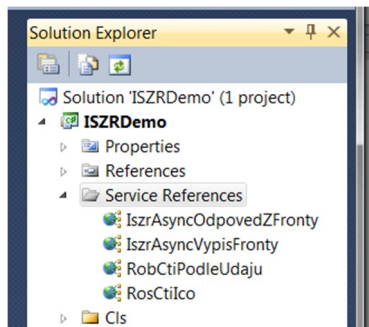 Solution Explorer
Solution 'ISZRDemo' (1 project)
ISZRDemo
Properties
References
Service References
IszrAsyncOdpovedZFronty
IszrAsyncVypisFronty
RobCtiPodleUdaju
RosCtiIco
Cls